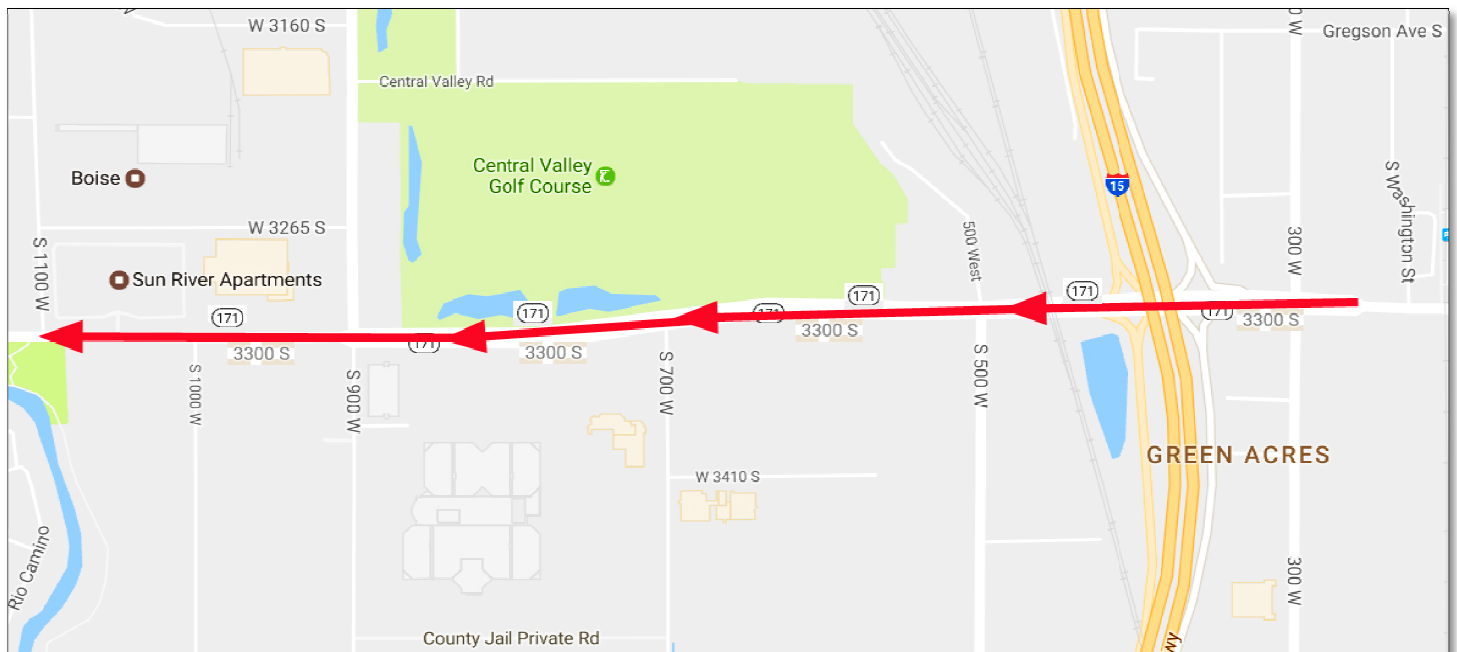 W 3160 S
Gregson Ave S
Central Valley Rd
Central Valley
Golf Course
Boise
15
S Washington St
W 3265 S
300 W
500 West
S 1100 W
Sun River Apartments
171
171
171
171
171
171
171
3300 S
3300 S
3300 S
3300 S
S 1000 W
S 900 W
S 700 W
S 500 W
GREEN ACRES
W 3410 S
Rio Camino
300 W
County Jail Private Rd